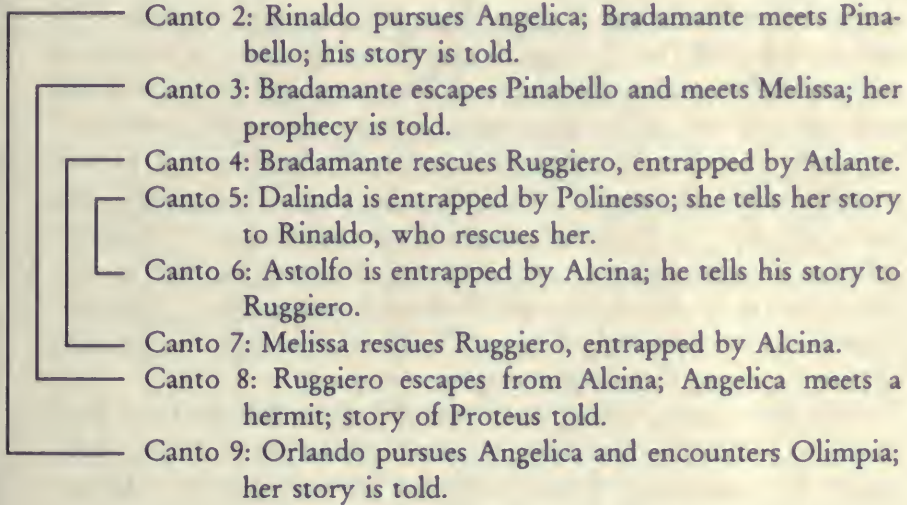 Canto 2: Rinaldo pursues Angelica; Bradamante meets Pina-
bello; his story is told.
Canto 3: Bradamante escapes Pinabello and meets Melissa; her
prophecy is told.
Canto 4: Bradamante rescues Ruggiero, entrapped by Atlante.
Canto 5: Dalinda is entrapped by Polinesso; she tells her story
to Rinaldo, who rescues her.
Canto 6: Astolfo is entrapped by Alcina; he tells his story to
Ruggiero.
Canto 7: Melissa rescues Ruggiero, entrapped by Alcina.
Canto 8: Ruggiero escapes from Alcina; Angelica meets a
hermit; story of Proteus told.
Canto 9: Orlando pursues Angelica and encounters Olimpia;
her story is told.